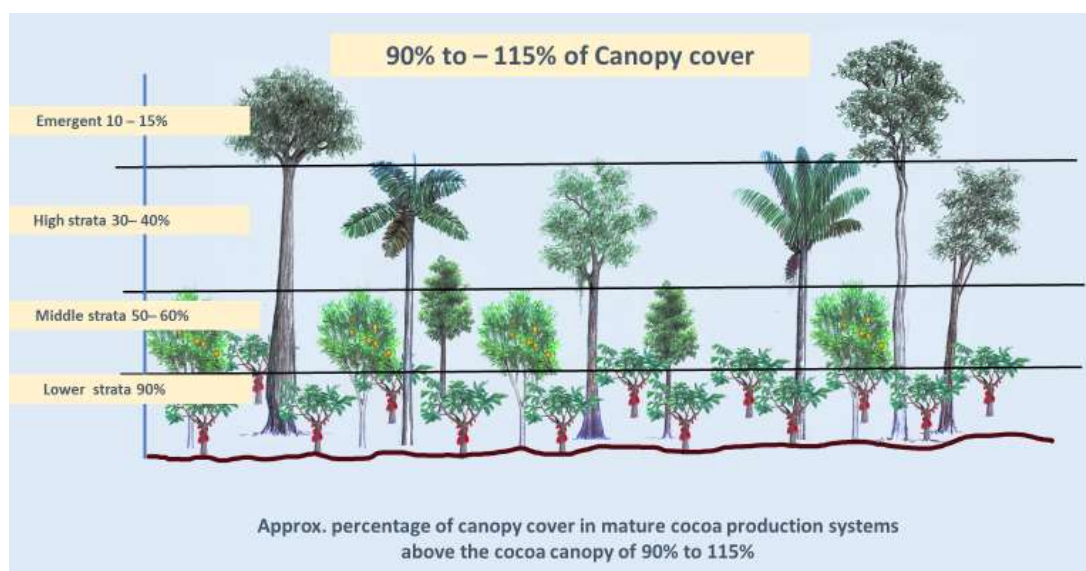 90% to – 115% of Canopy cover
Emergent 10 – 15%
High strata 30– 40%
Middle strata 50– 60%
Lower strata 90%
Approx. percentage of canopy cover in mature cocoa production systems
above the cocoa canopy of 90% to 115%